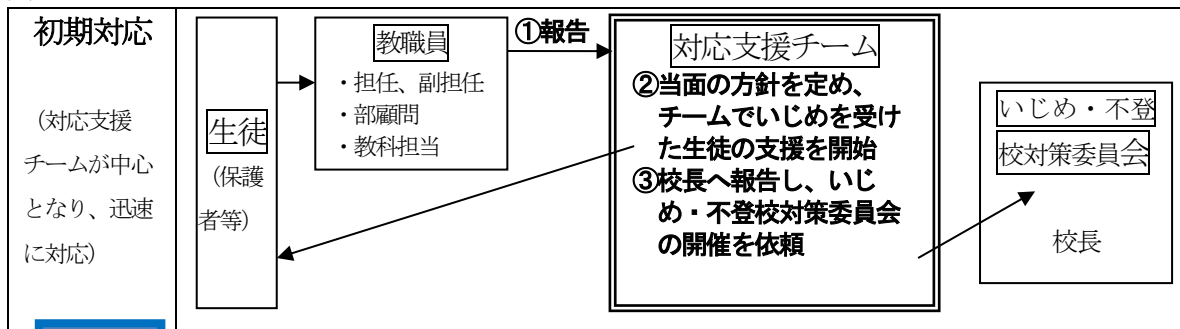 初期対応
(対応支援
チームが中心
となり、迅速
に対応)
生徒
(保護
者等)
教職員
・担任、副担任
・部顧問
・教科担当
①報告
対応支援チーム
②当面の方針を定め、
チームでいじめを受け
た生徒の支援を開始
③校長へ報告し、いじ
め・不登校対策委員会
の開催を依頼
いじめ・不登
校対策委員会
校長